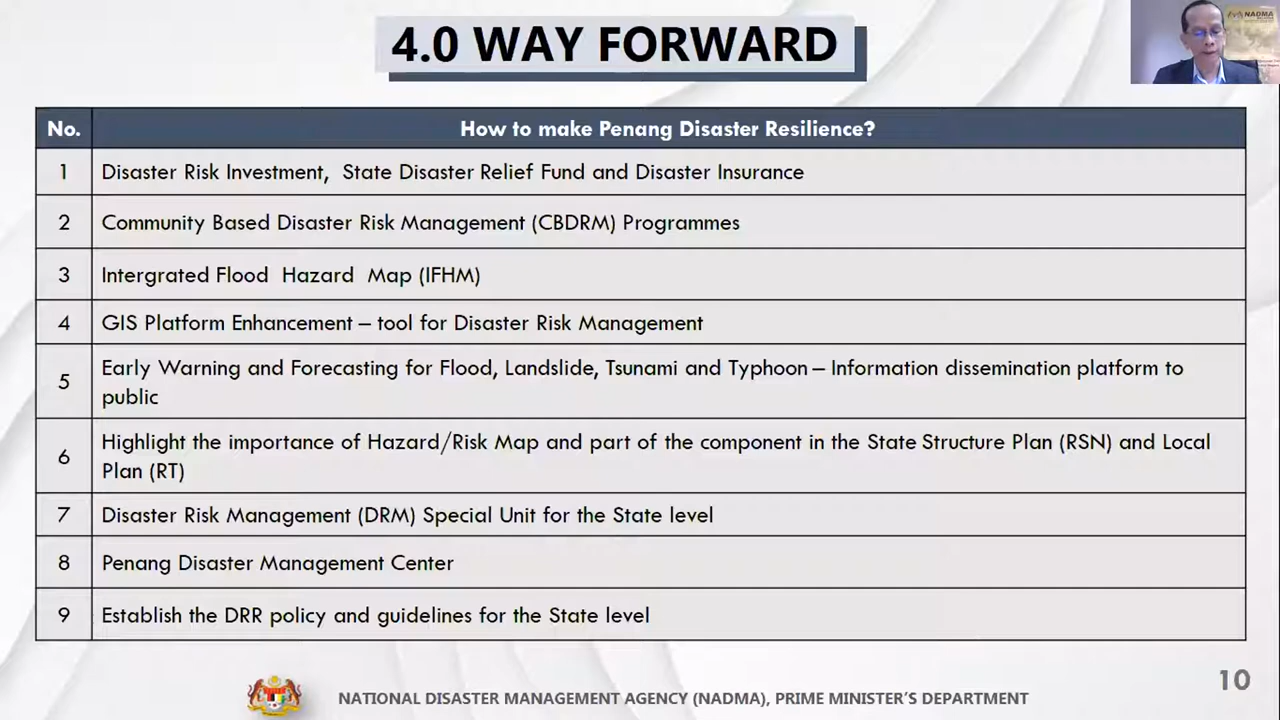 4.0 WAY FORWARD
NADMA
No. How to make Penang Disaster Resilience?
1 Disaster Risk Investment, State Disaster Relief Fund and Disaster Insurance
2 Community Based Disaster Risk Management (CBDRM) Programmes
3 Intergrated Flood Hazard Map (IFHM)
4 GIS Platform Enhancement – tool for Disaster Risk Management
5 Early Warning and Forecasting for Flood, Landslide, Tsunami and Typhoon – Information dissemination platform to
public
6 Highlight the importance of Hazard/Risk Map and part of the component in the State Structure Plan (RSN) and Local
Plan (RT)
7 Disaster Risk Management (DRM) Special Unit for the State level
8 Penang Disaster Management Center
9 Establish the DRR policy and guidelines for the State level
NATIONAL DISASTER MANAGEMENT AGENCY (NADMA), PRIME MINISTER’S DEPARTMENT
10